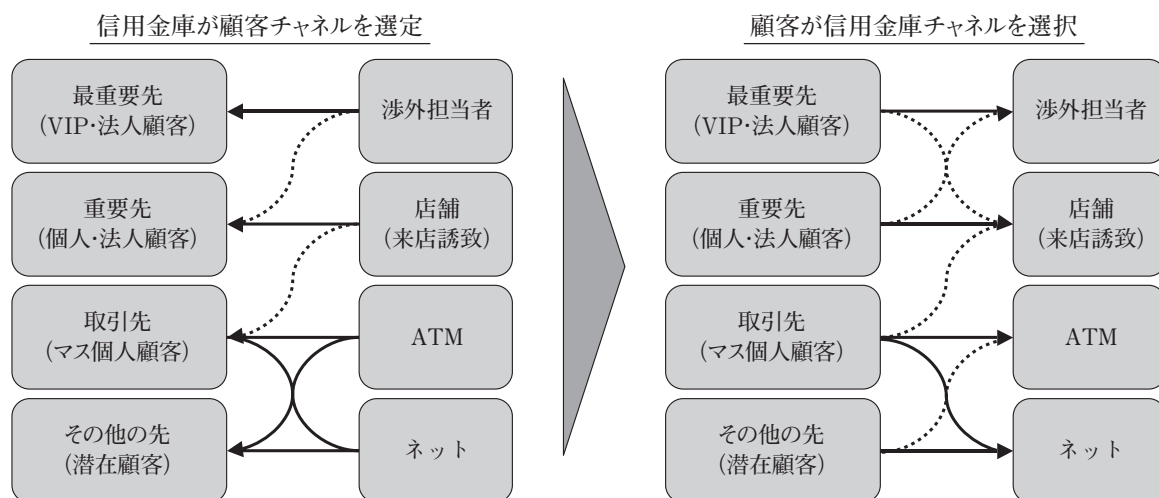 信用金庫が顧客チャネルを選定
最重要先
(VIP・法人顧客)
渉外担当者
重要先
(個人・法人顧客)
店舗
(来店誘致)
取引先
(マス個人顧客)
ATM
その他の先
(潜在顧客)
ネット
顧客が信用金庫チャネルを選択
最重要先
(VIP・法人顧客)
渉外担当者
重要先
(個人・法人顧客)
店舗
(来店誘致)
取引先
(マス個人顧客)
ATM
その他の先
(潜在顧客)
ネット